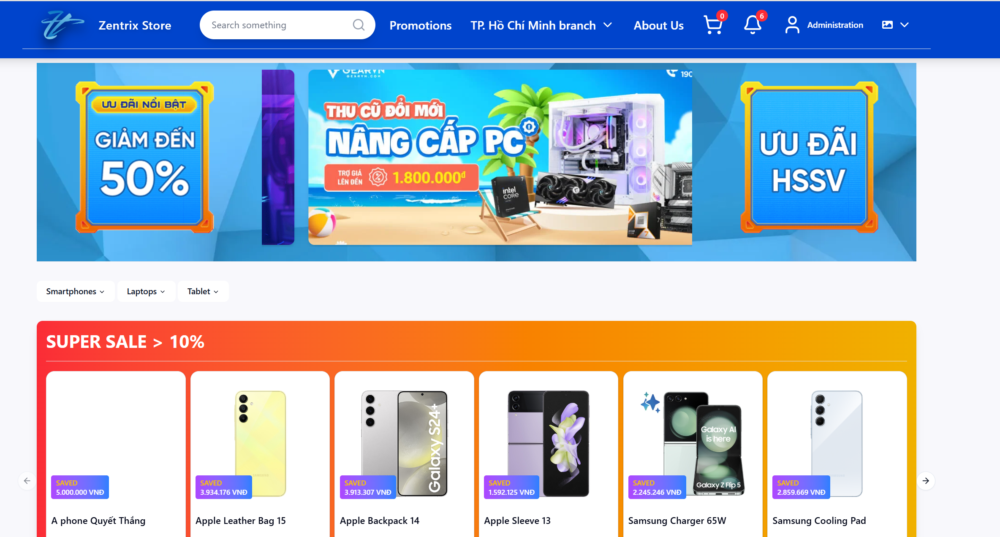 Zentrix Store
Search something
Promotions
TP. Hồ Chí Minh branch
About Us
0
6
Administration
ƯU ĐÃI NỔI BẬT
GIẢM ĐẾN
50%
GEARVN
GEARVN.COM
190
THU CŨ ĐỔI MỚI
NÂNG CẤP PC
TRỢ GIÁ
LÊN ĐẾN
1.800.000đ
intel
CORE
ƯU ĐÃI
HSSV
Smartphones
Laptops
Tablet
SUPER SALE > 10%
SAMSUNG
Galaxy S24+
Galaxy AI
is here
Galaxy Z Flip 5
SAVED
5.000.000 VNĐ
SAVED
3.934.176 VNĐ
SAVED
3.913.307 VNĐ
SAVED
1.592.125 VNĐ
SAVED
2.245.246 VNĐ
SAVED
2.859.669 VNĐ
A phone Quyết Thắng
Apple Leather Bag 15
Apple Backpack 14
Apple Sleeve 13
Samsung Charger 65W
Samsung Cooling Pad